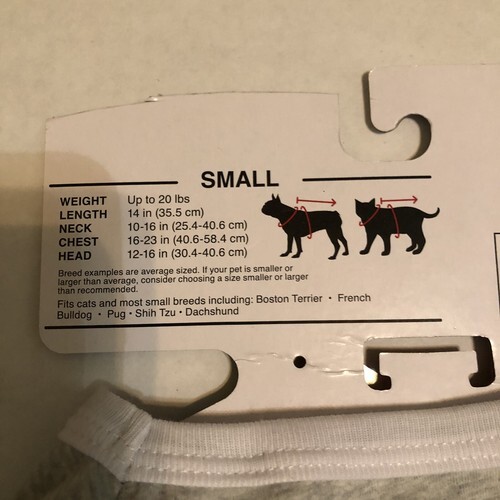 SMALL
WEIGHT Up to 20 lbs
LENGTH 14 in (35.5 cm)
NECK 10-16 in (25.4-40.6 cm)
CHEST 16-23 in (40.6-58.4 cm)
HEAD 12-16 in (30.4-40.6 cm)
Breed examples are average sized. If your pet is smaller or
larger than average, consider choosing a size smaller or larger
than recommended.
Fits cats and most small breeds including: Boston Terrier • French
Bulldog • Pug • Shih Tzu • Dachshund